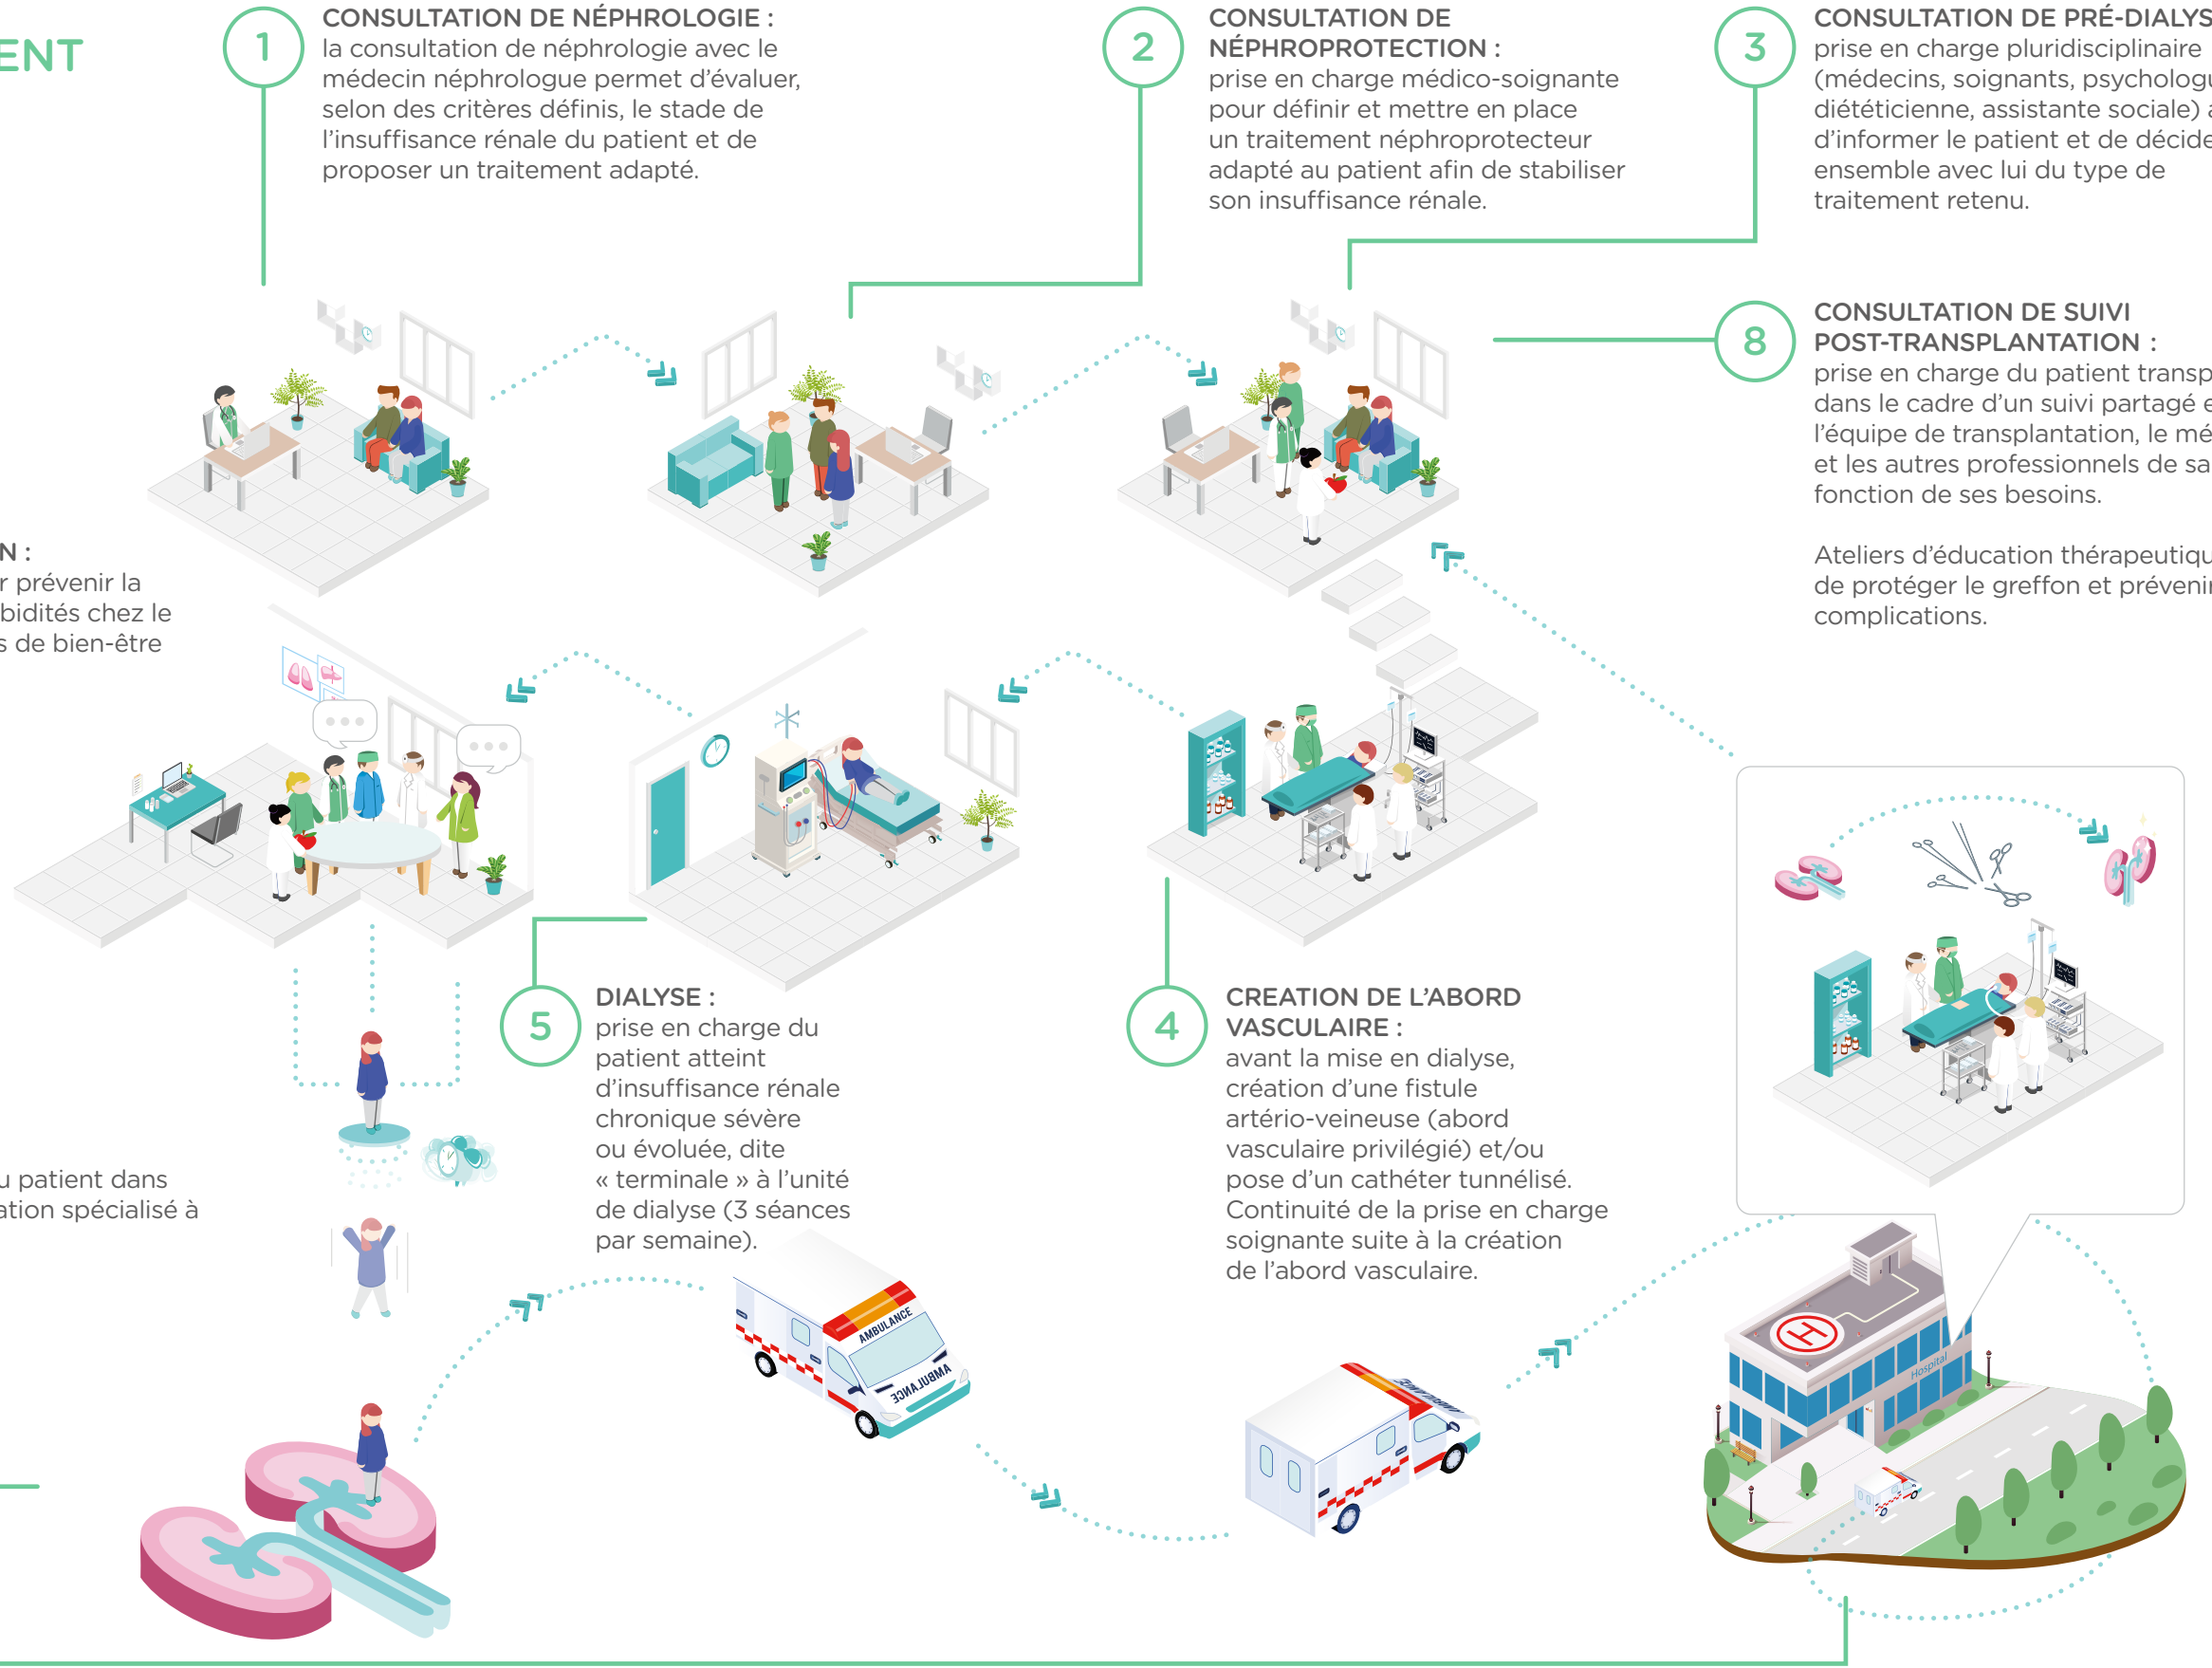 ENT
1
CONSULTATION DE NÉPHROLOGIE :
la consultation de néphrologie avec le
médecin néphrologue permet d'évaluer,
selon des critères définis, le stade de
l'insuffisance rénale du patient et de
proposer un traitement adapté.
2
CONSULTATION DE
NÉPHROPROTECTION :
prise en charge médico-soignante
pour définir et mettre en place
un traitement néphroprotecteur
adapté au patient afin de stabiliser
son insuffisance rénale.
3
CONSULTATION DE PRÉ-DIALYS
prise en charge pluridisciplinaire
(médecins, soignants, psychologu
diététicienne, assistante sociale) a
d'informer le patient et de décide
ensemble avec lui du type de
traitement retenu.
8
CONSULTATION DE SUIVI
POST-TRANSPLANTATION :
prise en charge du patient transp
dans le cadre d'un suivi partagé e
l'équipe de transplantation, le mé
et les autres professionnels de sa
fonction de ses besoins.
Ateliers d'éducation thérapeutiqu
de protéger le greffon et prévenir
complications.
N :
r prévenir la
bidités chez le
s de bien-être
5
DIALYSE :
prise en charge du
patient atteint
d'insuffisance rénale
chronique sévère
ou évoluée, dite
« terminale » à l'unité
de dialyse (3 séances
par semaine).
4
CREATION DE L'ABORD
VASCULAIRE :
avant la mise en dialyse,
création d'une fistule
artério-veineuse (abord
vasculaire privilégié) et/ou
pose d'un cathéter tunnélisé.
Continuité de la prise en charge
soignante suite à la création
de l'abord vasculaire.
u patient dans
ation spécialisé à
AMBULANCE
AMBULANCE
AMBULANCE
H
Hospital